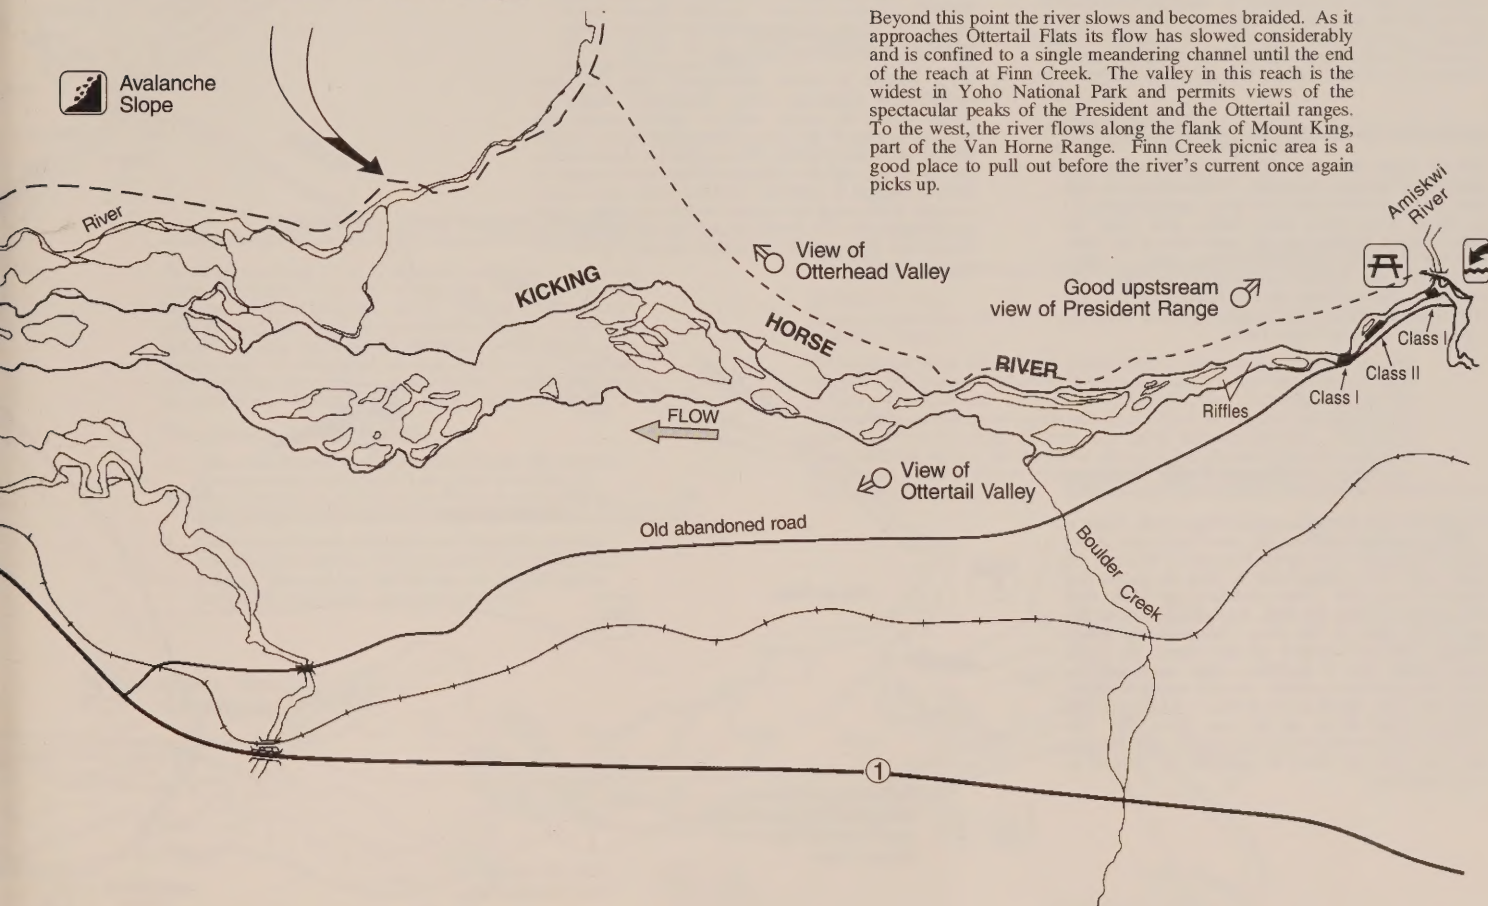 Beyond this point the river slows and becomes braided. As it
approaches Ottertail Flats its flow has slowed considerably
and is confined to a single meandering channel until the end
of the reach at Finn Creek. The valley in this reach is the
widest in Yoho National Park and permits views of the
spectacular peaks of the President and the Ottertail ranges.
To the west, the river flows along the flank of Mount King,
part of the Van Horne Range. Finn Creek picnic area is a
good place to pull out before the river's current once again
picks up.
Avalanche
Slope
River
Amiskwi
River
View of
Otterhead Valley
KICKING
HORSE
RIVER
Good upstsream
view of President Range
Class I
Class II
Class I
Riffles
FLOW
View of
Ottertail Valley
Old abandoned road
Boulder Creek
1